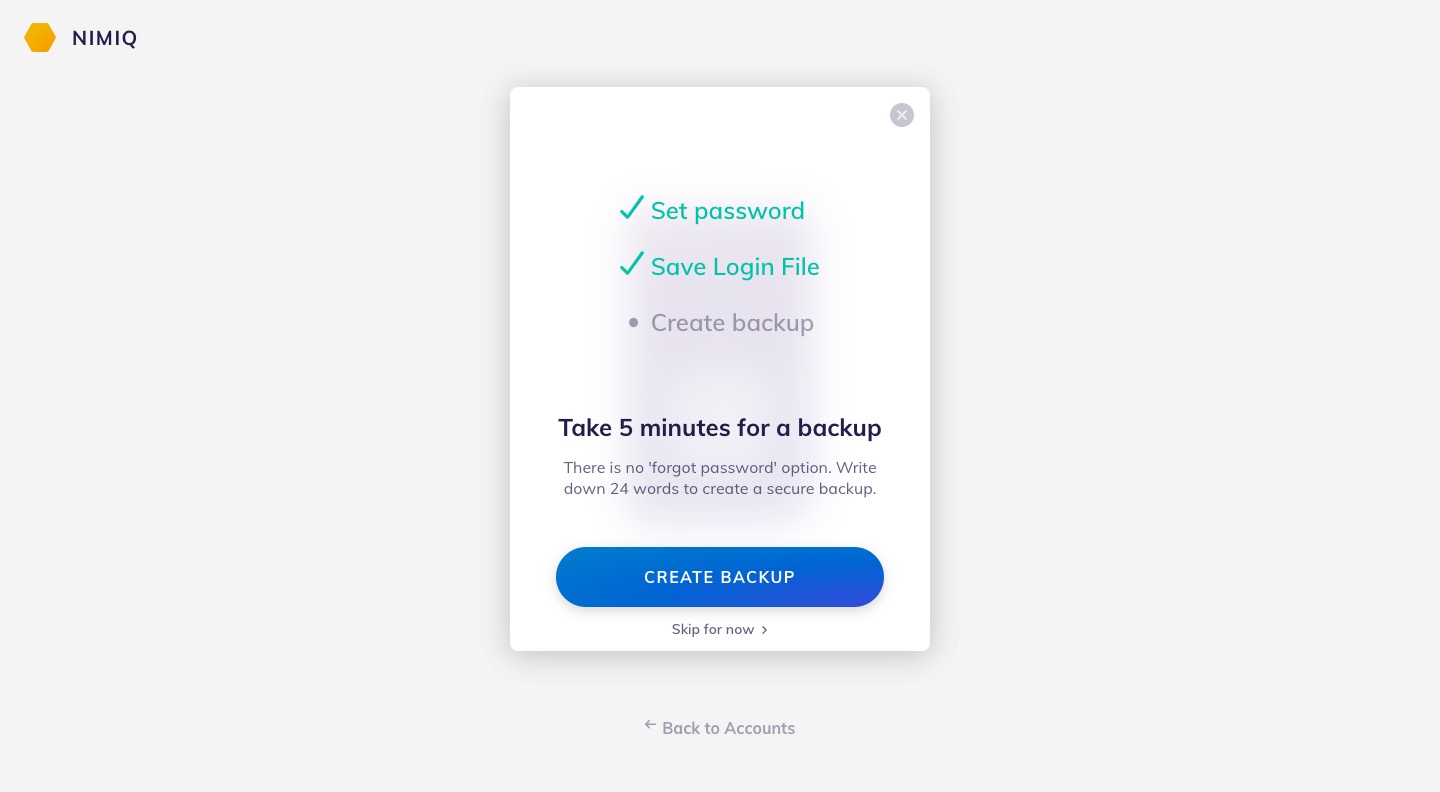 NIMIQ
Set password
Save Login File
Create backup
Take 5 minutes for a backup
There is no 'forgot password' option. Write
down 24 words to create a secure backup.
CREATE BACKUP
Skip for now
Back to Accounts